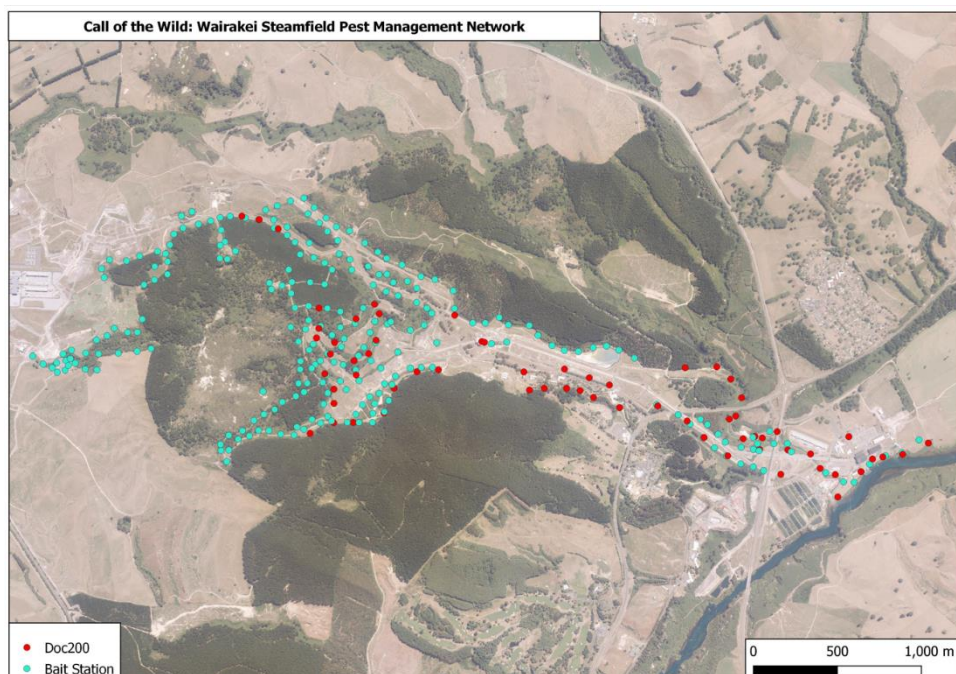 Call of the Wild: Wairakei Steamfield Pest Management Network
Doc200
Bait Station
0 500 1,000 m